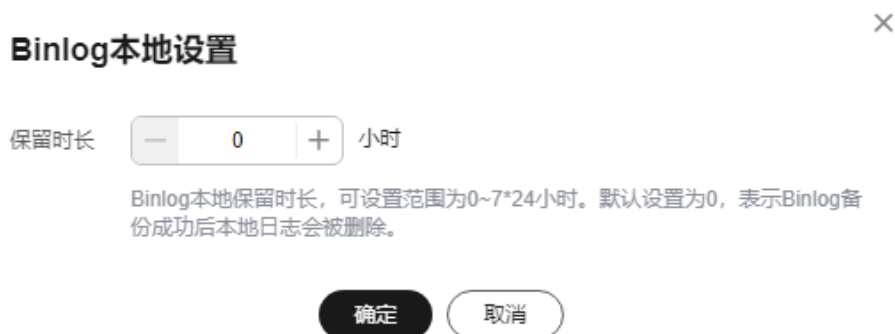 Binlog本地设置
保留时长 0 小时
Binlog本地保留时长，可设置范围为0~7*24小时。默认设置为0，表示Binlog备
份成功后本地日志会被删除。
确定 取消